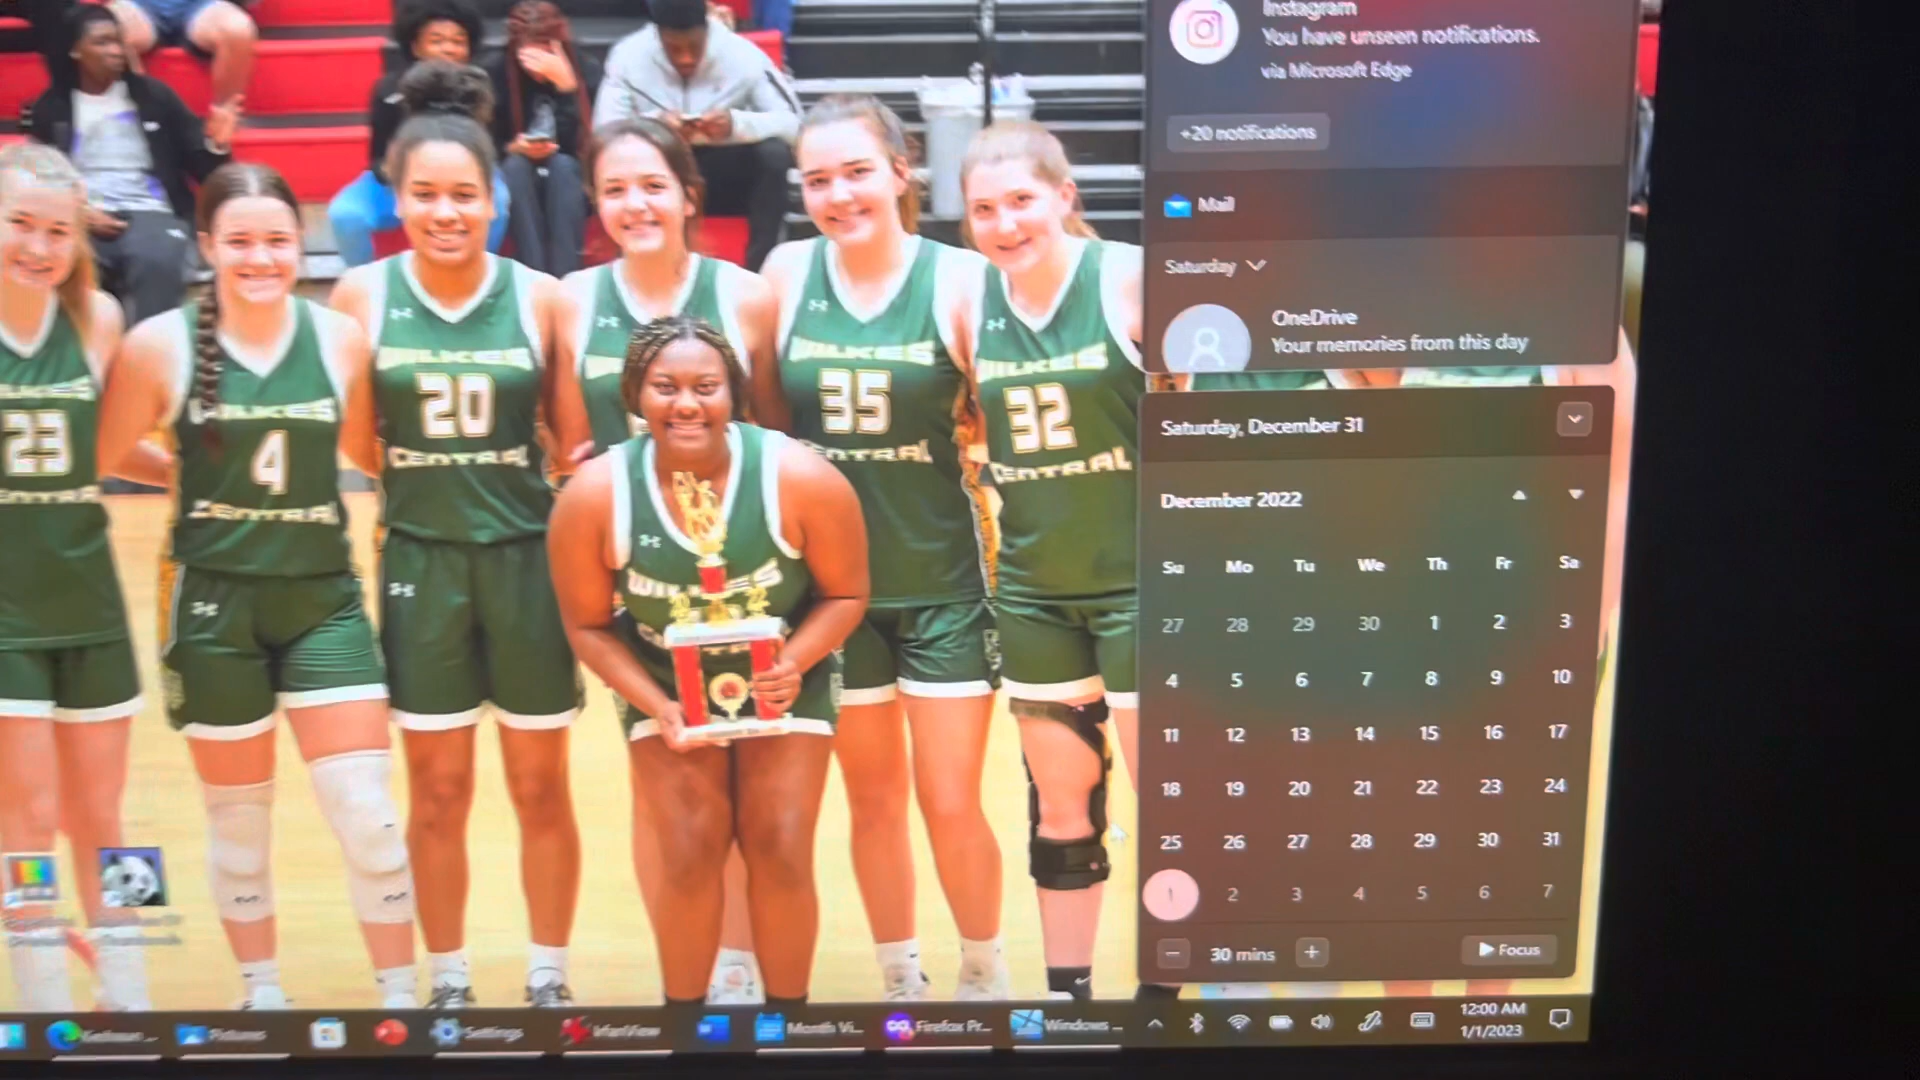 Instagram
You have unseen notifications.
via Microsoft Edge
+20 notifications
Mail
Saturday
OneDrive
Your memories from this day
Saturday, December 31
December 2022
Su Mo Tu We Th Fr Sa
27 28 29 30 1 2 3
4 5 6 7 8 9 10
11 12 13 14 15 16 17
18 19 20 21 22 23 24
25 26 27 28 29 30 31
1 2 3 4 5 6 7
30 mins
Focus
WILKES
23
CENTRAL
WILKES
4
CENTRAL
WILKES
20
CENTRAL
WILKES
WILKES
35
CENTRAL
WILKES
32
CENTRAL
Pictures
Settings
IrfanView
Month Vi...
Firefox Pr...
Windows ...
12:00 AM
1/1/2023